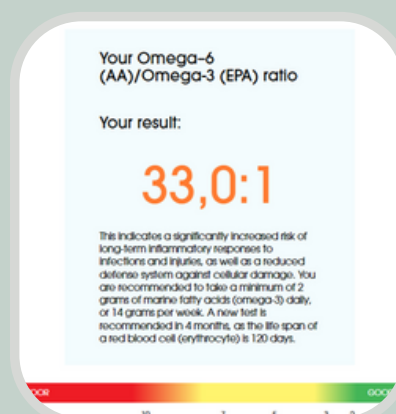 Your Omega-6
(AA)/Omega-3 (EPA) ratio
Your result:
33,0:1
This indicates a significantly increased risk of
long-term inflammatory responses to
infections and injuries, as well as a reduced
defense system against cellular damage. You
are recommended to take a minimum of 2
grams of marine fatty acids (omega-3) daily,
or 14 grams per week. A new test is
recommended in 4 months, as the life span of
a red blood cell (erythrocyte) is 120 days.
OOR GOO